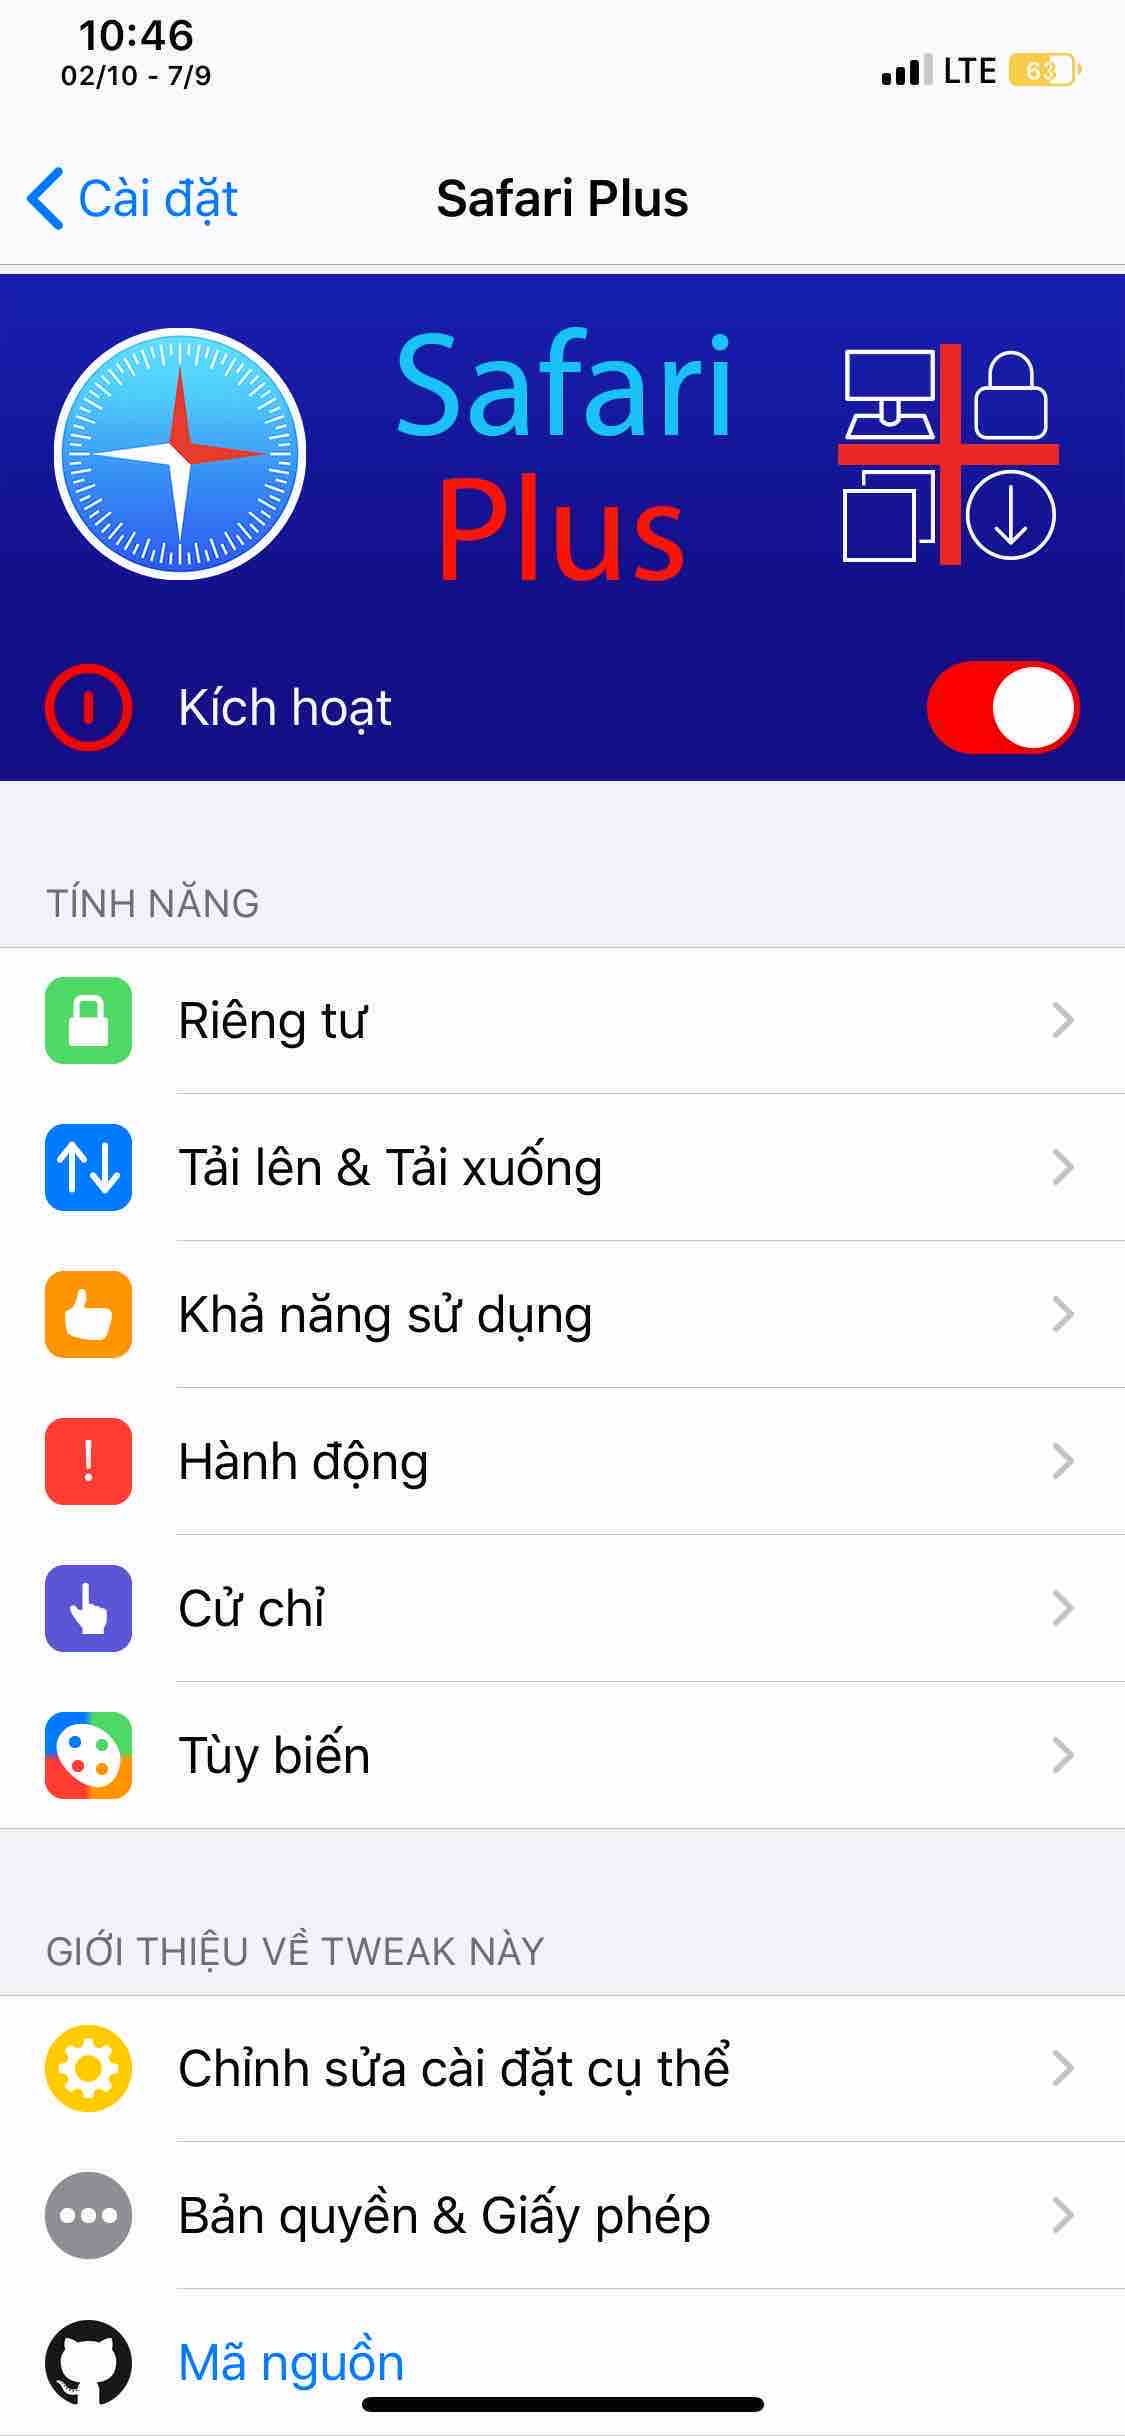 10:46
02/10 - 7/9
LTE
63
Cài đặt
Safari Plus
Safari
Plus
Kích hoạt
TÍNH NĂNG
Riêng tư
Tải lên & Tải xuống
Khả năng sử dụng
Hành động
Cử chỉ
Tùy biến
GIỚI THIỆU VỀ TWEAK NÀY
Chỉnh sửa cài đặt cụ thể
Bản quyền & Giấy phép
Mã nguồn